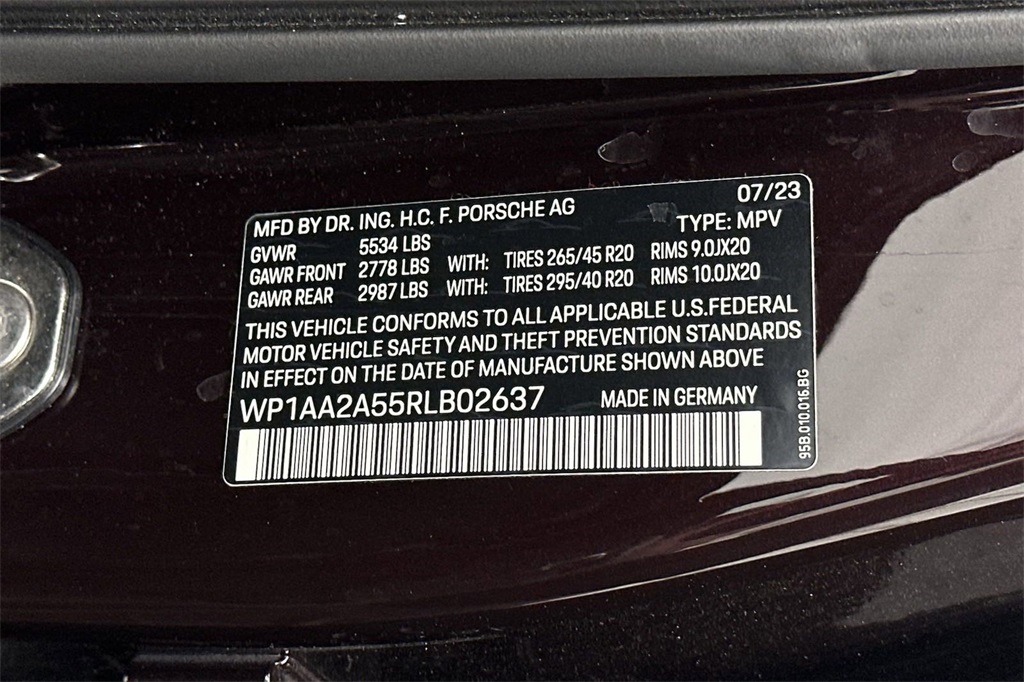 07/23
MFD BY DR. ING. H.C. F. PORSCHE AG TYPE: MPV
GVWR 5534 LBS
GAWR FRONT 2778 LBS WITH: TIRES 265/45 R20 RIMS 9.0JX20
GAWR REAR 2987 LBS WITH: TIRES 295/40 R20 RIMS 10.0JX20
THIS VEHICLE CONFORMS TO ALL APPLICABLE U.S.FEDERAL
MOTOR VEHICLE SAFETY AND THEFT PREVENTION STANDARDS
IN EFFECT ON THE DATE OF MANUFACTURE SHOWN ABOVE
WP1AA2A55RLB02637 MADE IN GERMANY
95B.010.016.BG